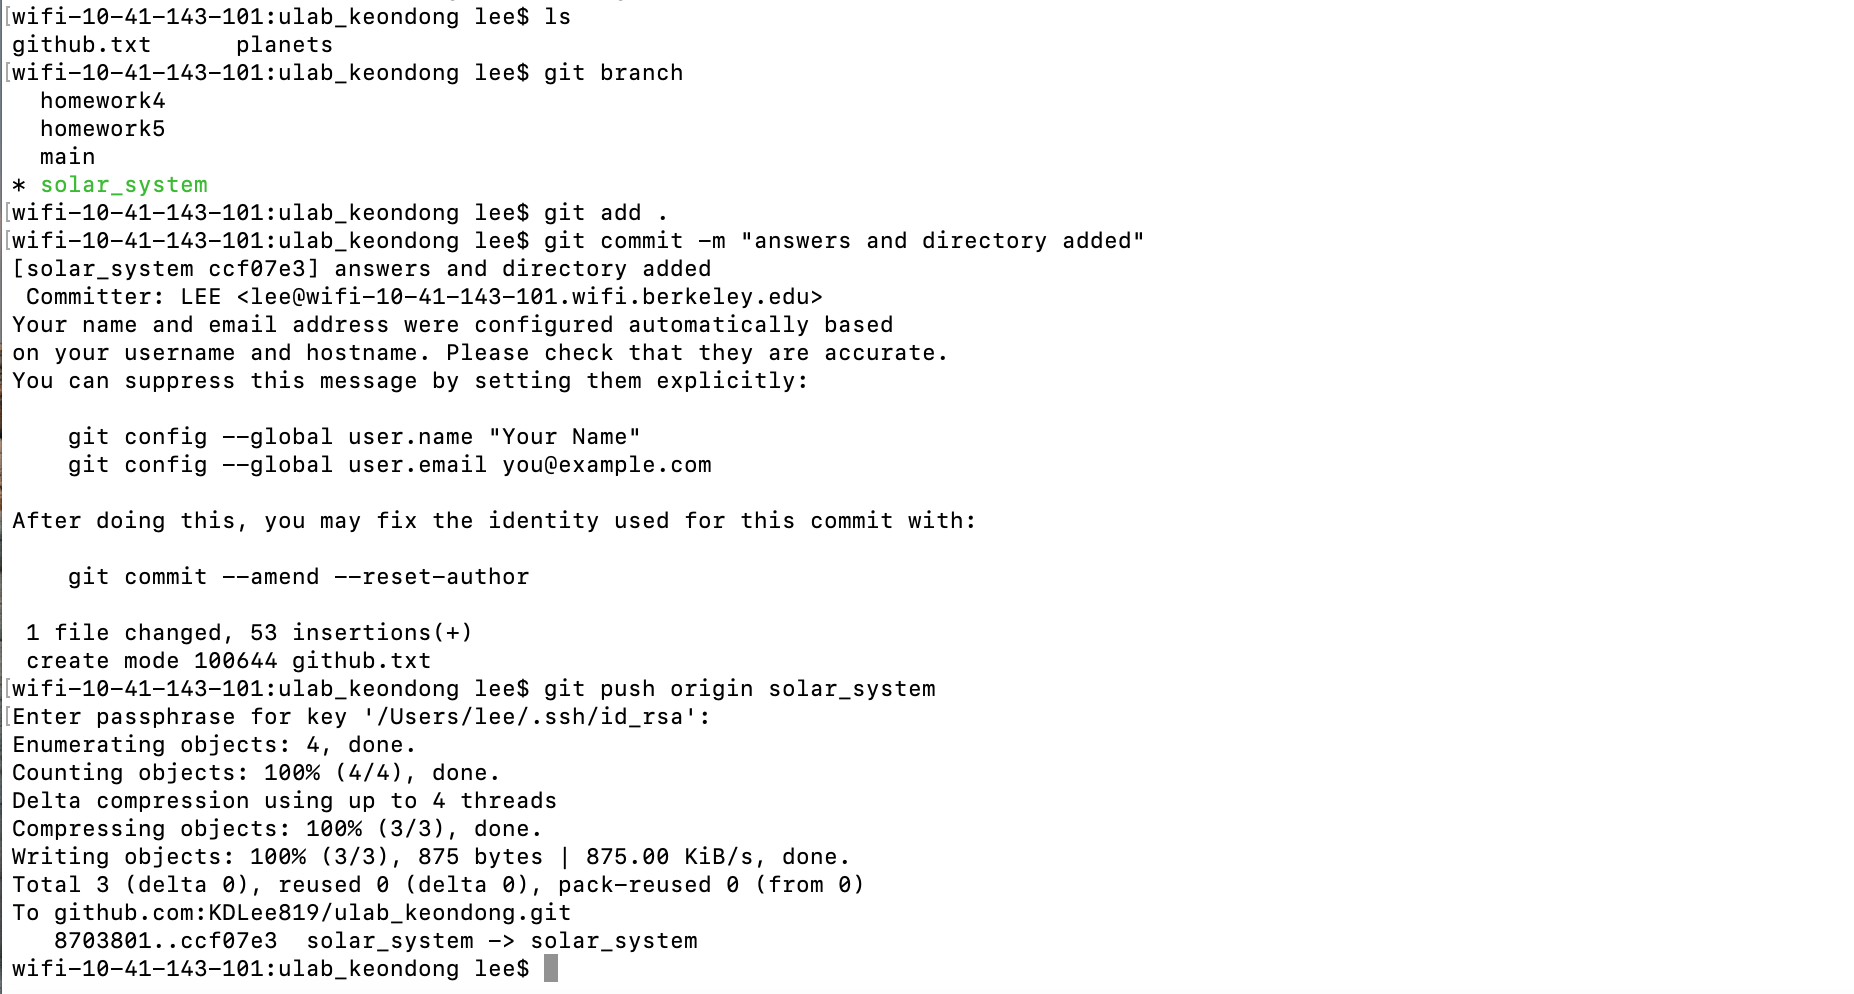 [wifi-10-41-143-101:ulab_keondong lee$ ls
github.txt      planets
[wifi-10-41-143-101:ulab_keondong lee$ git branch
  homework4
  homework5
  main
* solar_system
[wifi-10-41-143-101:ulab_keondong lee$ git add .
[wifi-10-41-143-101:ulab_keondong lee$ git commit -m "answers and directory added"
[solar_system ccf07e3] answers and directory added
 Committer: LEE <lee@wifi-10-41-143-101.wifi.berkeley.edu>
Your name and email address were configured automatically based
on your username and hostname. Please check that they are accurate.
You can suppress this message by setting them explicitly:

    git config --global user.name "Your Name"
    git config --global user.email you@example.com

After doing this, you may fix the identity used for this commit with:

    git commit --amend --reset-author

 1 file changed, 53 insertions(+)
 create mode 100644 github.txt
[wifi-10-41-143-101:ulab_keondong lee$ git push origin solar_system
[Enter passphrase for key '/Users/lee/.ssh/id_rsa':
Enumerating objects: 4, done.
Counting objects: 100% (4/4), done.
Delta compression using up to 4 threads
Compressing objects: 100% (3/3), done.
Writing objects: 100% (3/3), 875 bytes | 875.00 KiB/s, done.
Total 3 (delta 0), reused 0 (delta 0), pack-reused 0 (from 0)
To github.com:KDLee819/ulab_keondong.git
   8703801..ccf07e3  solar_system -> solar_system
wifi-10-41-143-101:ulab_keondong lee$